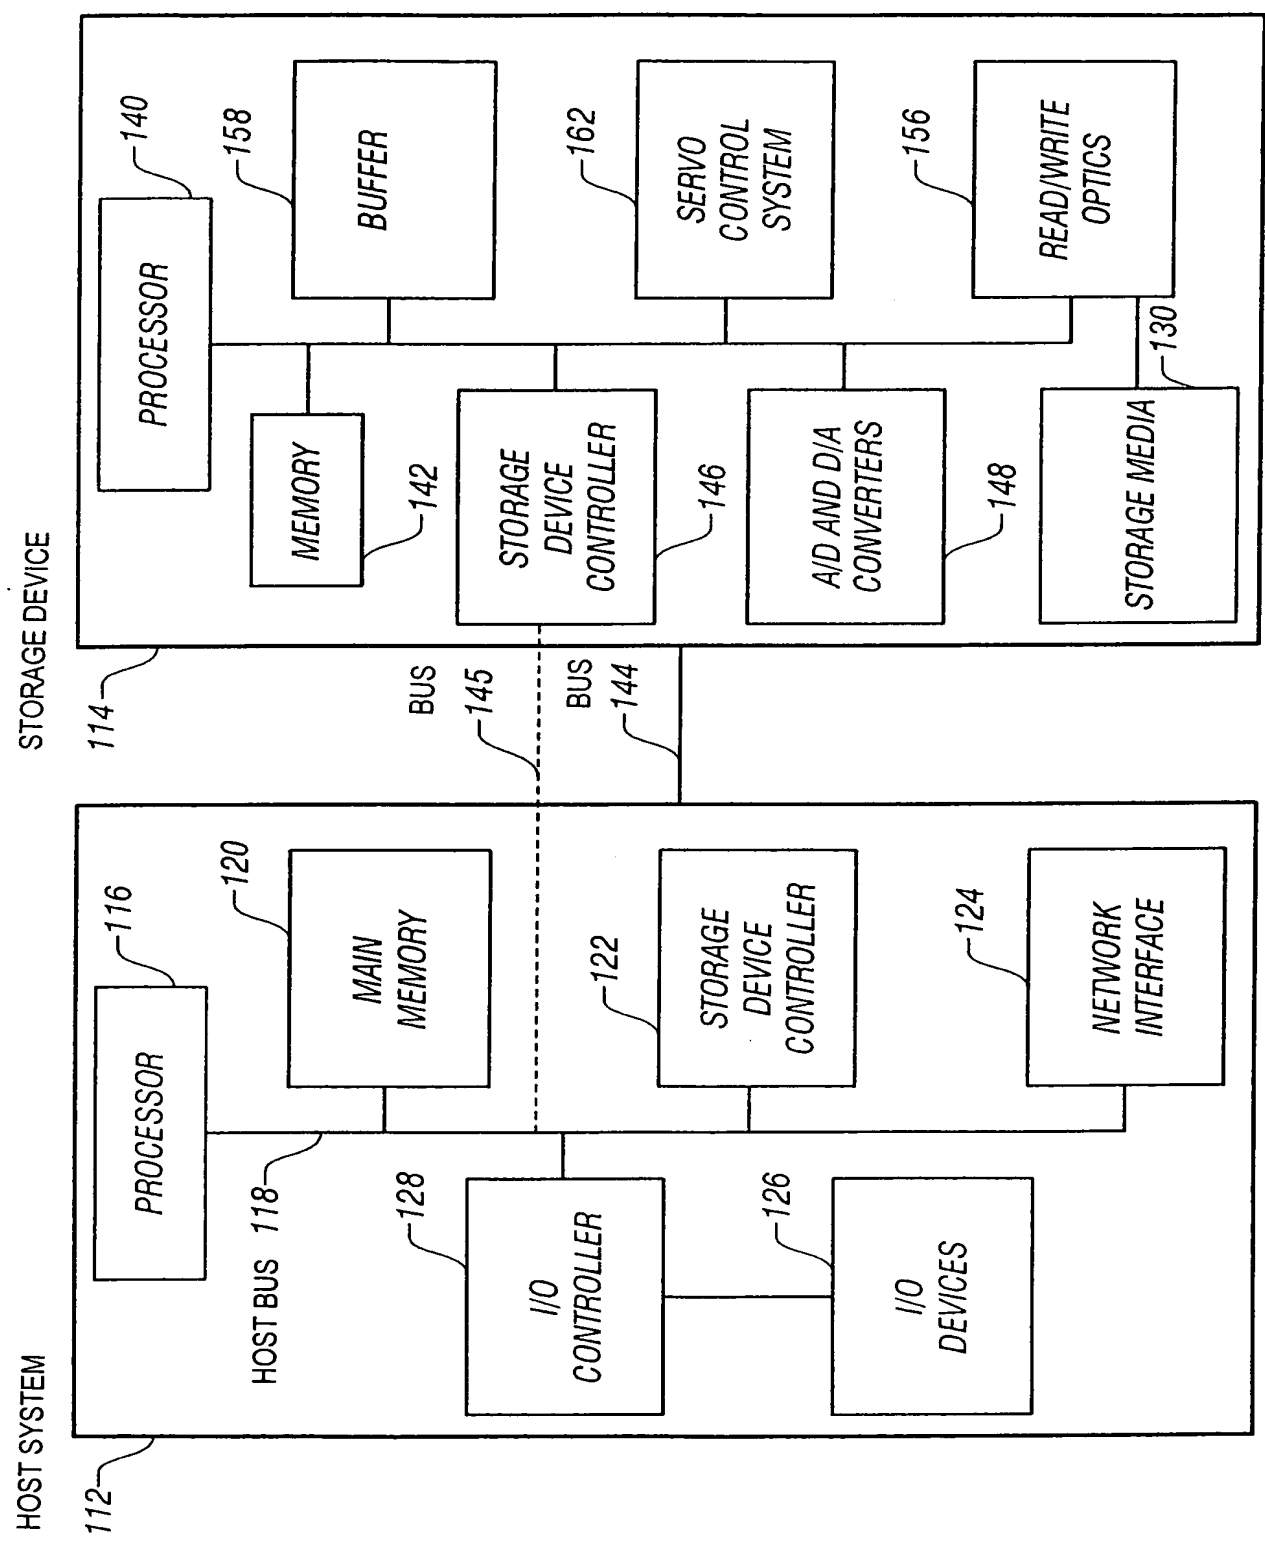 HOST SYSTEM
112
PROCESSOR
116
HOST BUS 118
MAIN
MEMORY
120
I/O
CONTROLLER
128
STORAGE
DEVICE
CONTROLLER
122
I/O
DEVICES
126
NETWORK
INTERFACE
124
BUS
145
BUS
144
STORAGE DEVICE
114
PROCESSOR
140
MEMORY
142
BUFFER
158
STORAGE
DEVICE
CONTROLLER
146
SERVO
CONTROL
SYSTEM
162
A/D AND D/A
CONVERTERS
148
READ/WRITE
OPTICS
156
STORAGE MEDIA
130